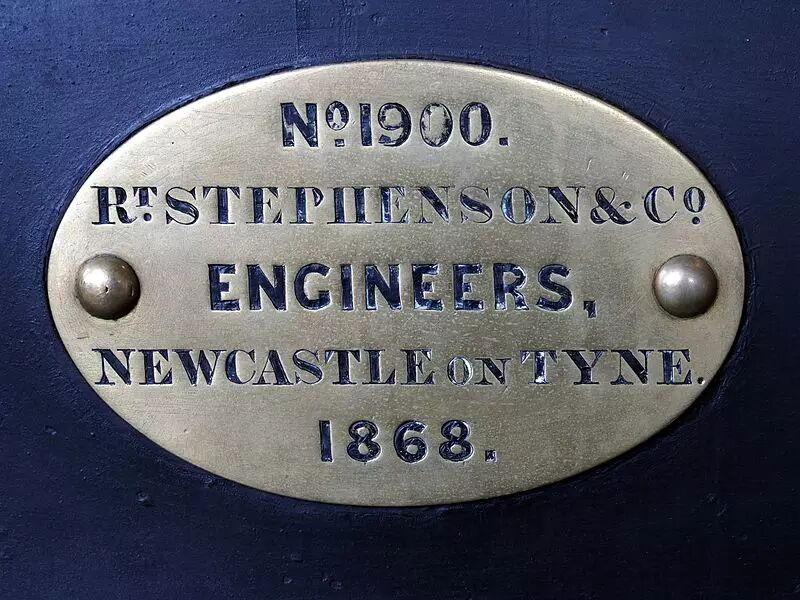 Nº 1900.
RT. STEPHENSON & Cº
ENGINEERS,
NEWCASTLE ON TYNE.
1868.